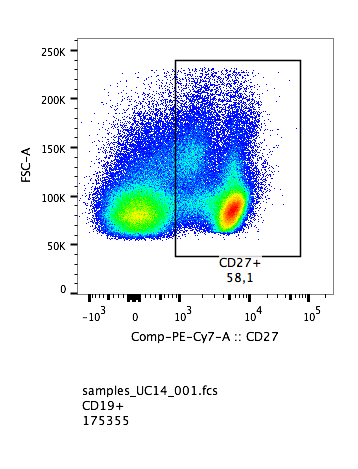 250K
200K
150K
100K
50K
0
FSC-A
CD27+
58,1
-10³ 0 10³ 10⁴ 10⁵
Comp-PE-Cy7-A :: CD27
samples_UC14_001.fcs
CD19+
175355